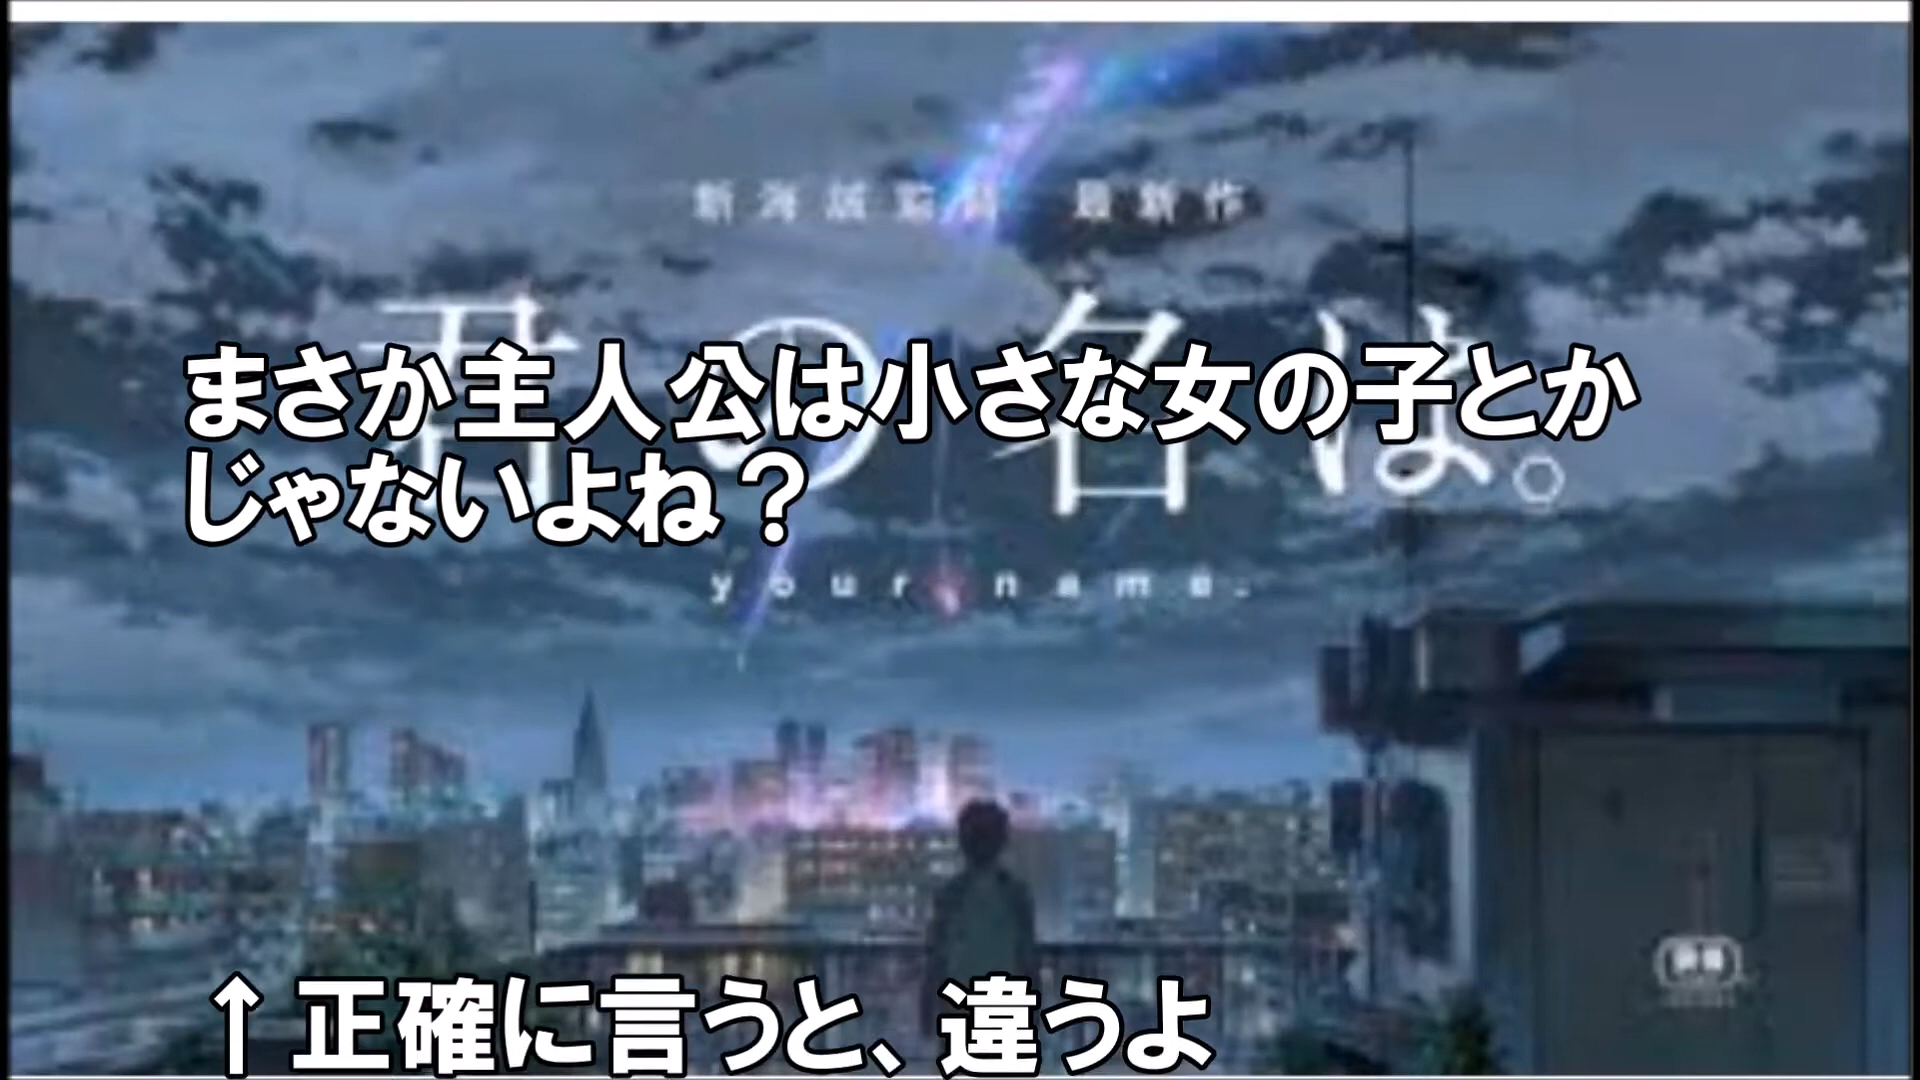 新海誠監督 最新作
君の名は。
まさか主人公は小さな女の子とか
じゃないよね?
your name.
↑正確に言うと、違うよ